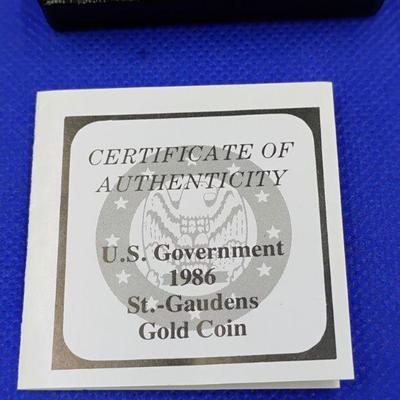 CERTIFICATE OF
AUTHENTICITY
U.S. Government
1986
St.-Gaudens
Gold Coin